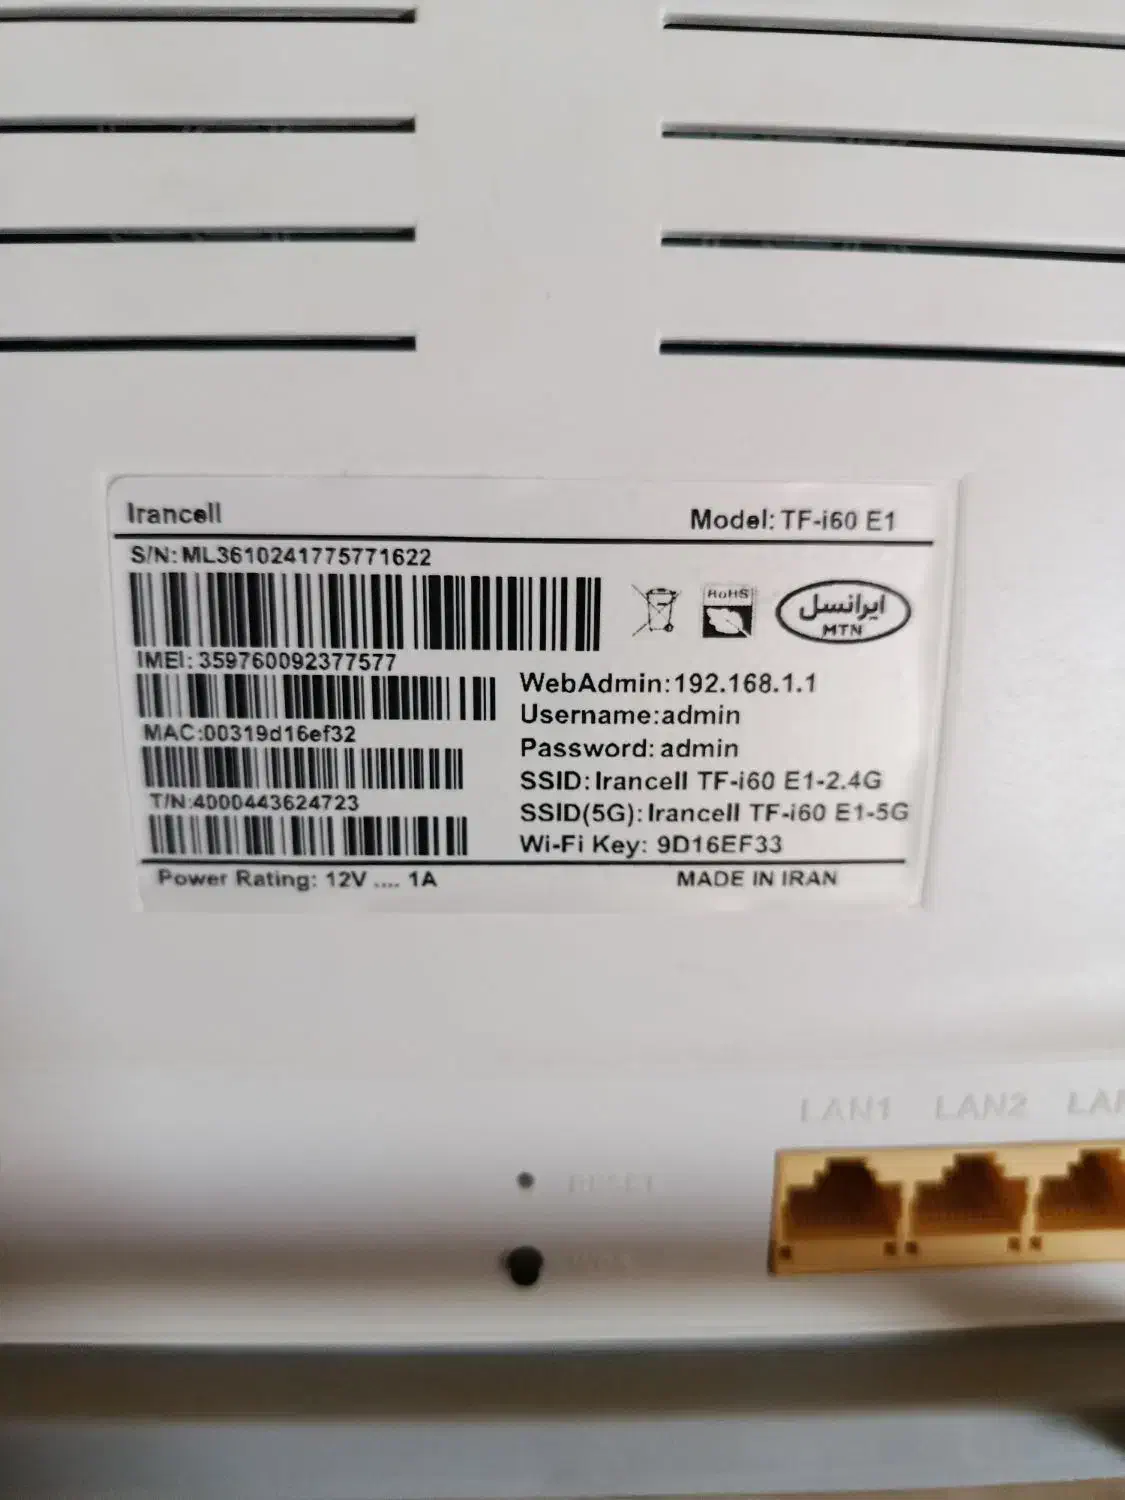 Irancell
Model: TF-i60 E1
S/N: ML3610241775771622
RoHS
ایرانسل
MTN
IMEI: 359760092377577
MAC:00319d16ef32
T/N:4000443624723
WebAdmin:192.168.1.1
Username:admin
Password: admin
SSID: Irancell TF-i60 E1-2.4G
SSID(5G): Irancell TF-i60 E1-5G
Wi-Fi Key: 9D16EF33
Power Rating: 12V .... 1A
MADE IN IRAN
LAN1 LAN2
RESET